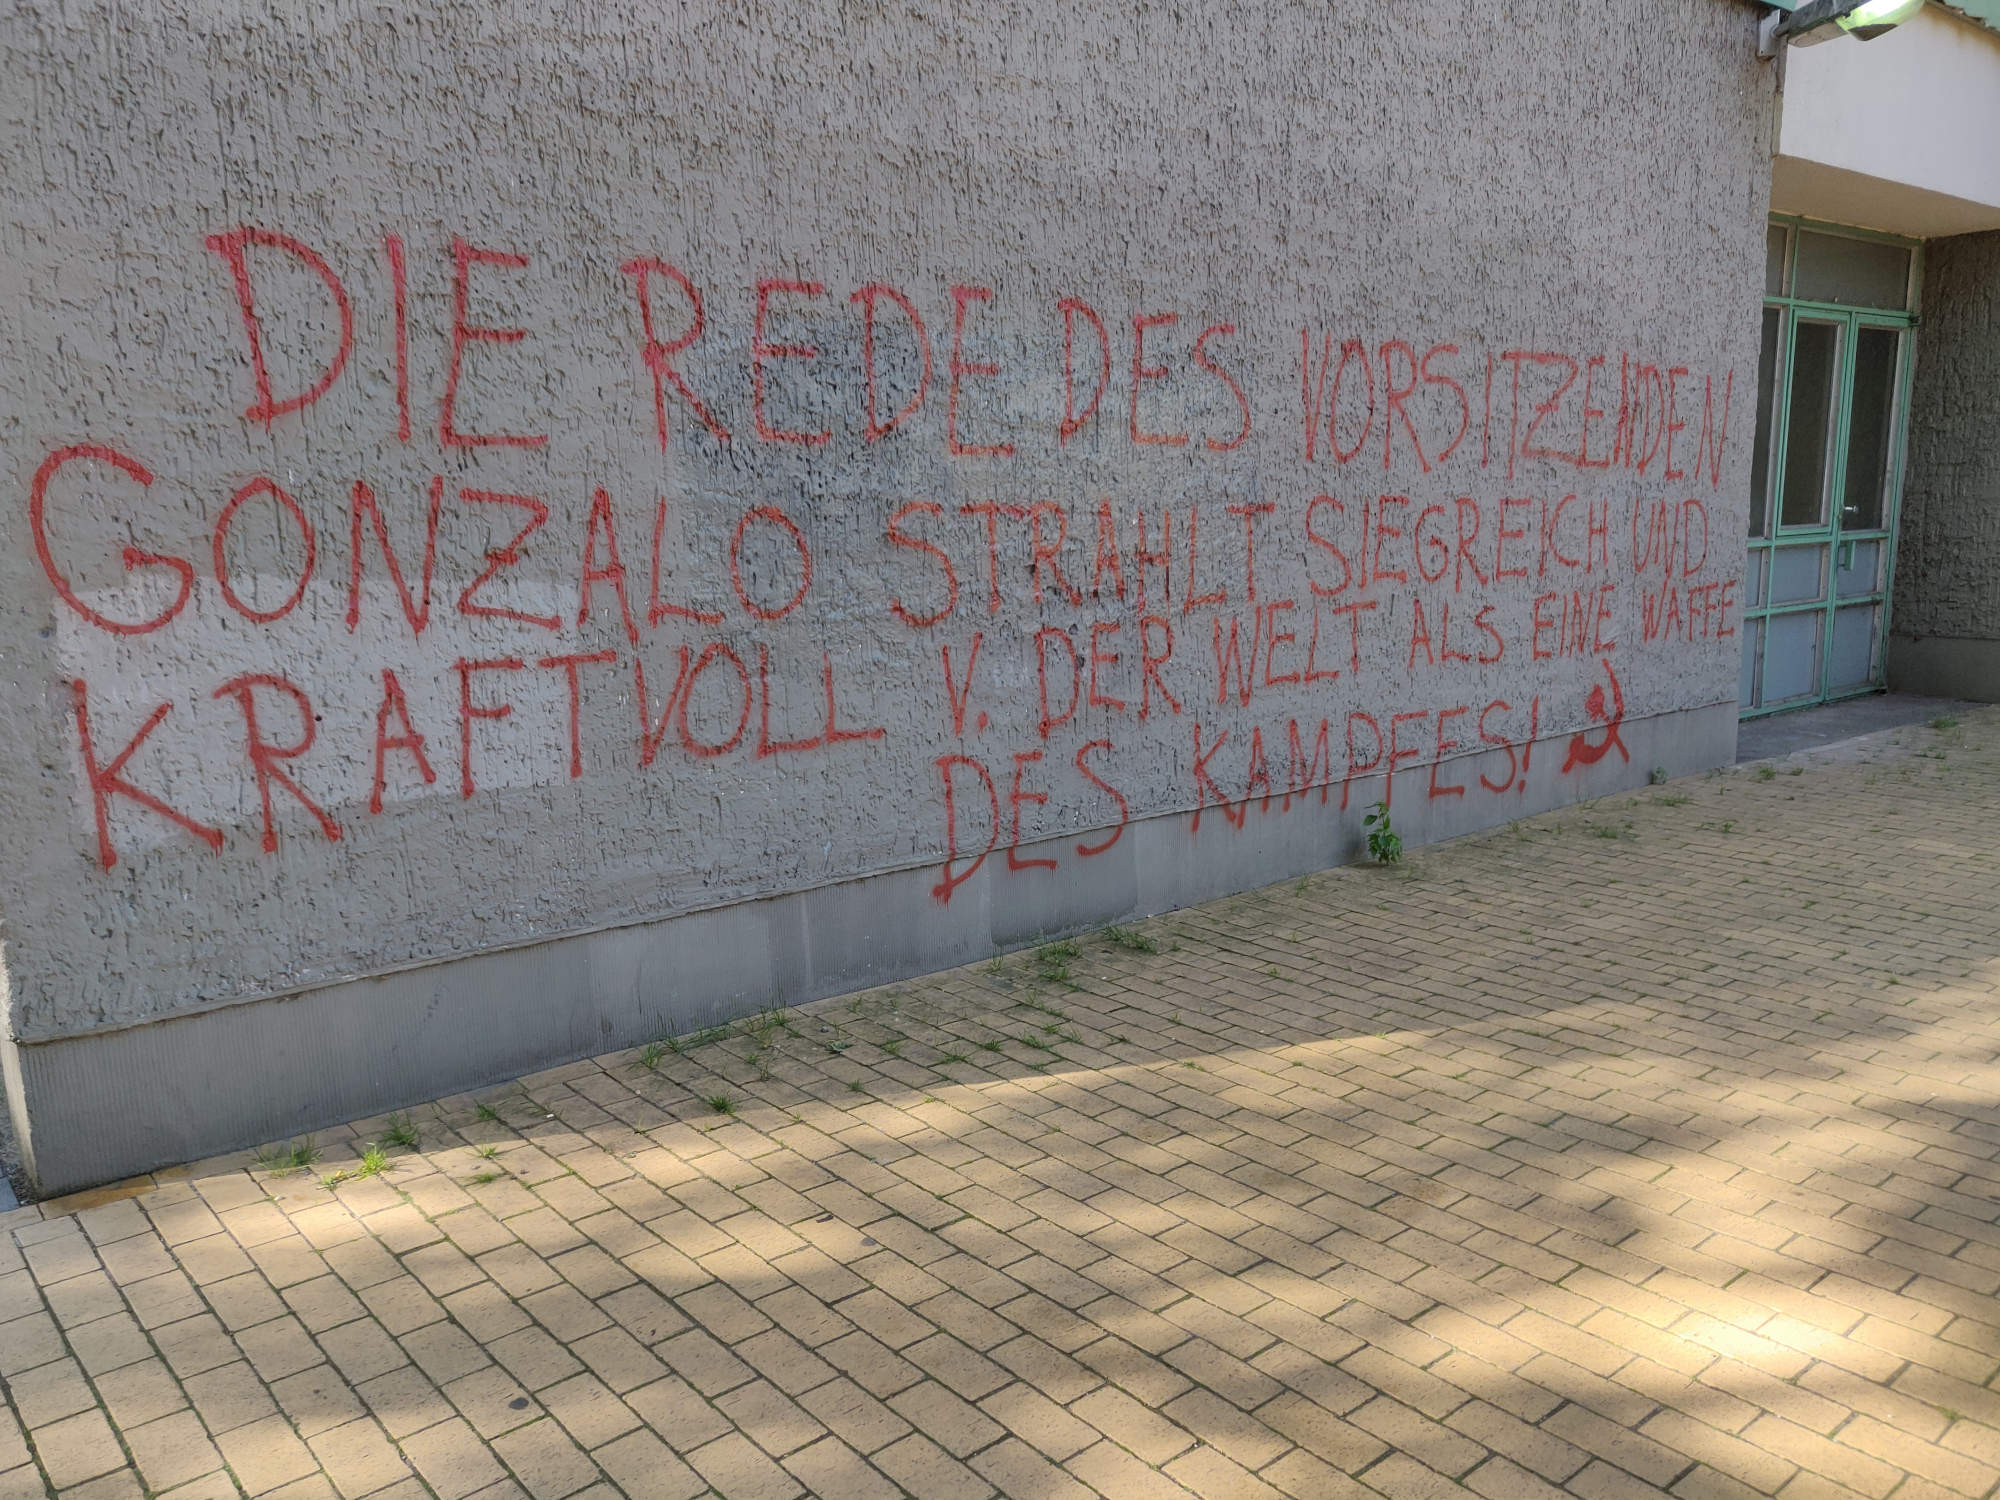 DIE REDE DES VORSITZENDEN
GONZALO STRAHLT SIEGREICH UND
KRAFTVOLL V. DER WELT ALS EINE WAFFE
DES KAMPFES!